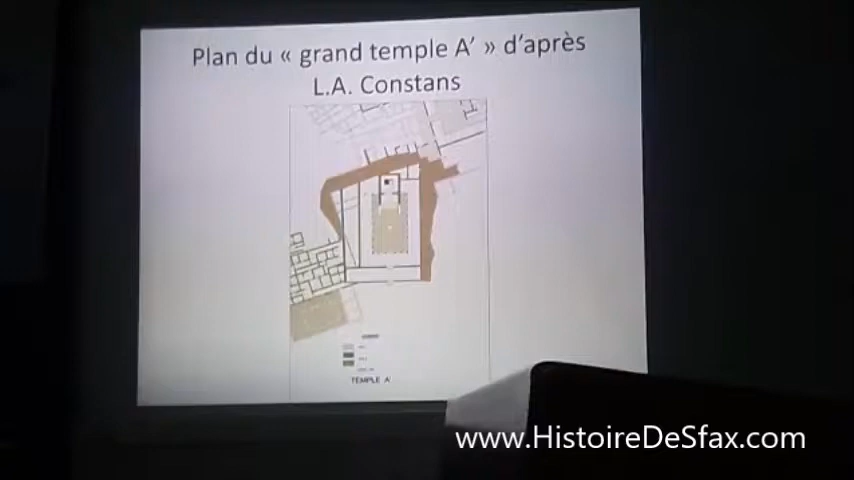 Plan du « grand temple A’ » d’après
L.A. Constans
TEMPLE A'
www.HistoireDeSfax.com